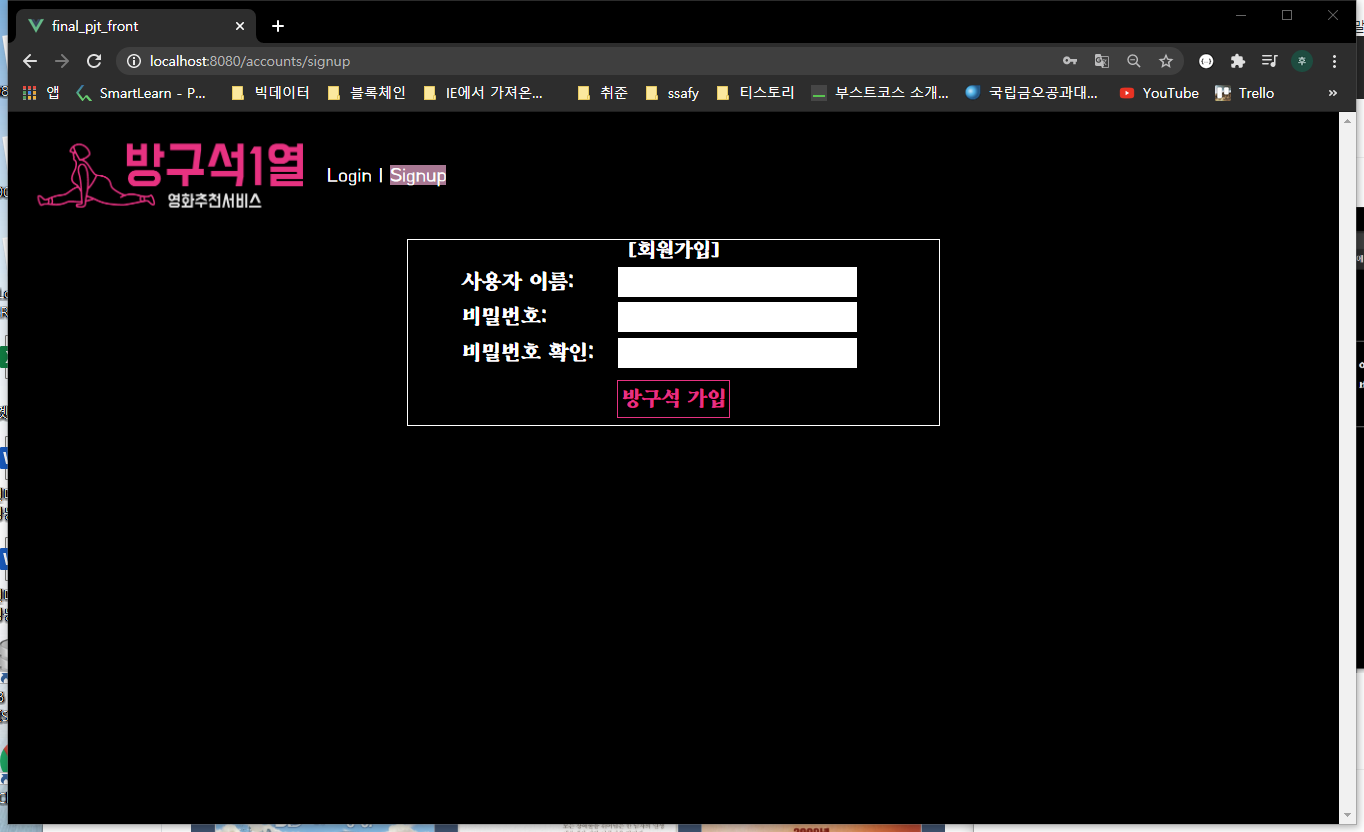 final_pjt_front
localhost:8080/accounts/signup
앱 SmartLearn - P... 빅데이터 블록체인 IE에서 가져온... 취준 ssafy 티스토리 부스트코스 소개... 국립금오공과대... YouTube Trello »
방구석1열
영화추천서비스
Login | Signup
[회원가입]
사용자 이름:
비밀번호:
비밀번호 확인:
방구석 가입